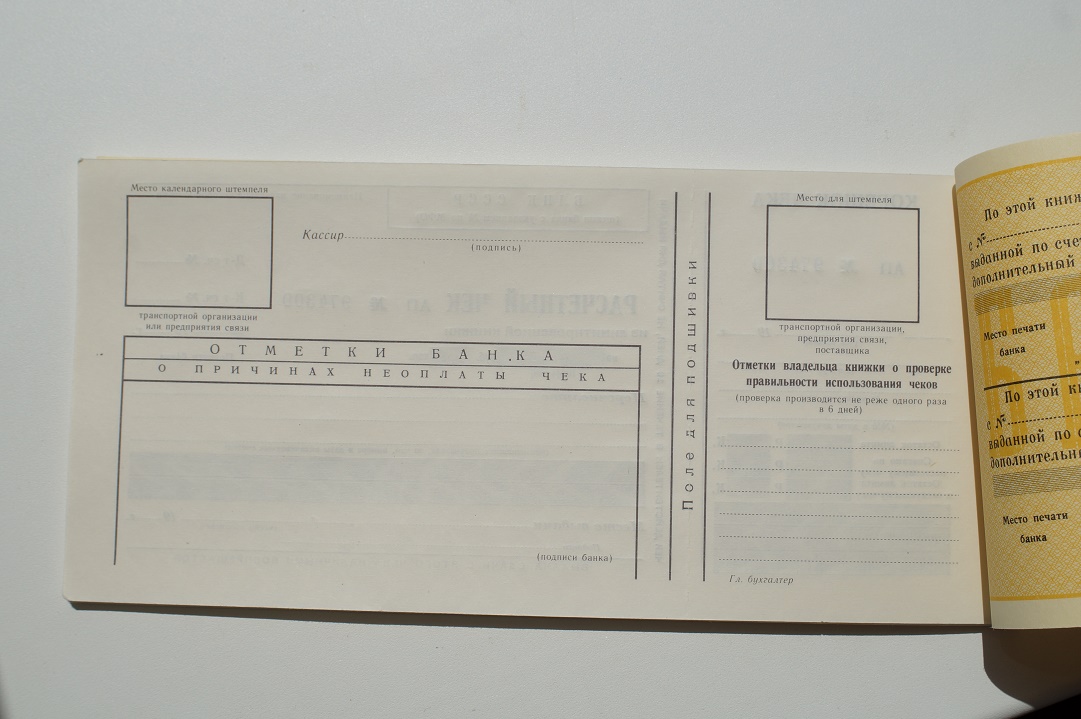 Место календарного штемпеля
Кассир
(подпись)
транспортной организации
или предприятия связи
ОТМЕТКИ БАНКА
О ПРИЧИНАХ НЕОПЛАТЫ ЧЕКА
(подписи банка)
Поле для подшивки
Место для штемпеля
транспортной организации,
предприятия связи,
поставщика
Отметки владельца книжки о проверке
правильности использования чеков
(проверка производится не реже одного раза
в 6 дней)
Гл. бухгалтер
По этой
с №
выданной по
дополнительный
Место печати
банка
По этой
с №
выданной по
дополнительны
Место печати
банка